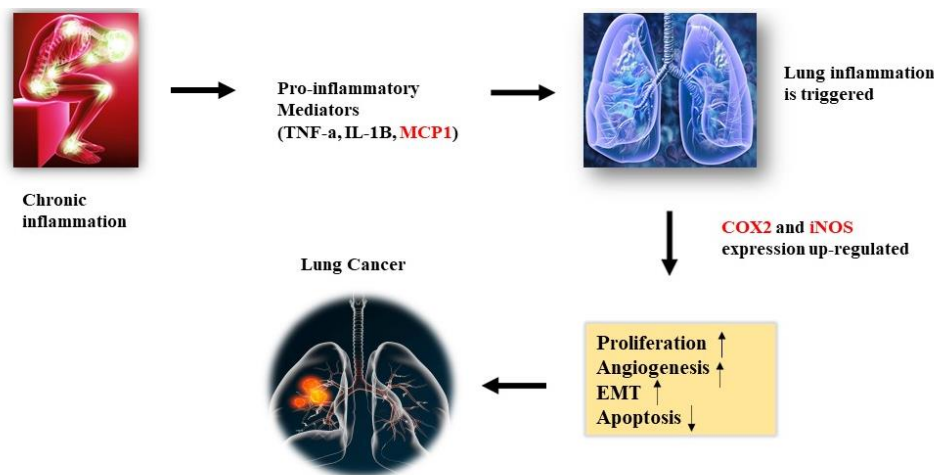 Chronic
inflammation
Pro-inflammatory
Mediators
(TNF-a, IL-1B, MCP1)
Lung inflammation
is triggered
COX2 and iNOS
expression up-regulated
Proliferation ↑
Angiogenesis ↑
EMT ↑
Apoptosis ↓
Lung Cancer